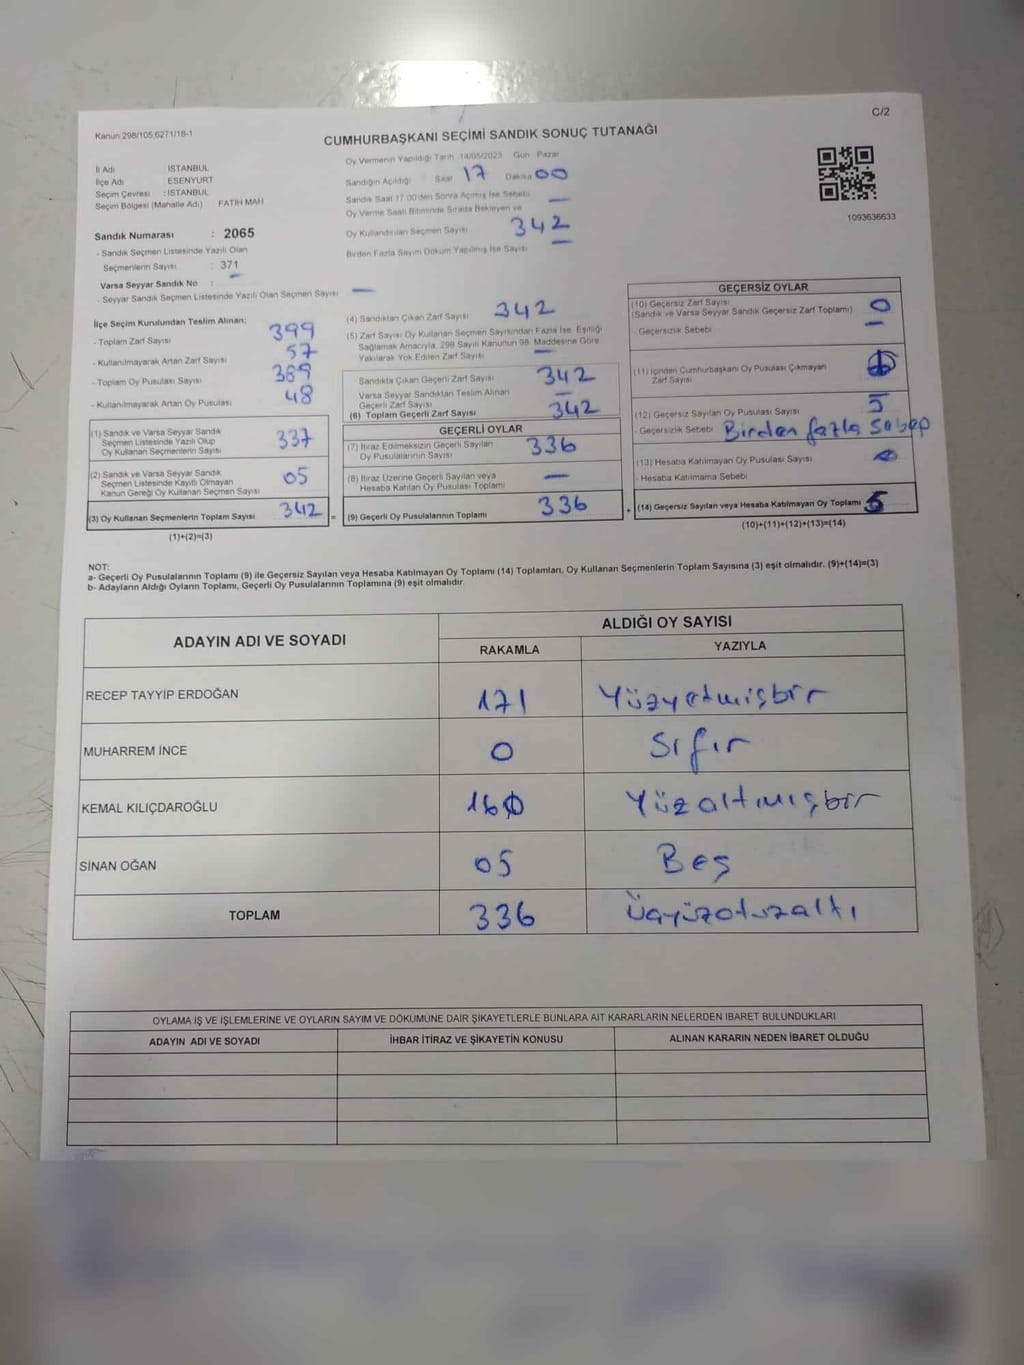 C/2
Kanun 298/105;6271/18-1
CUMHURBAŞKANI SEÇİMİ SANDIK SONUÇ TUTANAĞI
İl Adı : İSTANBUL
İlçe Adı : ESENYURT
Seçim Çevresi : İSTANBUL
Seçim Bölgesi (Mahalle Adı) FATİH MAH
Oy Vermenin Yapıldığı Tarih 14/05/2023 Gün Pazar
Sandığın Açıldığı Saat 17 Dakika 00
Sandık Saat 17.00'den Sonra Açılmış İse Sebebi —
Oy Verme Saati Bitiminde Sırada Bekleyen ve
Oy Kullandırılan Seçmen Sayısı 342
Birden Fazla Sayım Döküm Yapılmış İse Sayısı —
1093636633
Sandık Numarası : 2065
- Sandık Seçmen Listesinde Yazılı Olan
Seçmenlerin Sayısı : 371
Varsa Seyyar Sandık No : —
- Seyyar Sandık Seçmen Listesinde Yazılı Olan Seçmen Sayısı —
İlçe Seçim Kurulundan Teslim Alınan;
- Toplam Zarf Sayısı 399
- Kullanılmayarak Artan Zarf Sayısı 57
- Toplam Oy Pusulası Sayısı 389
- Kullanılmayarak Artan Oy Pusulası 48
(1) Sandık ve Varsa Seyyar Sandık
Seçmen Listesinde Yazılı Olup
Oy Kullanan Seçmenlerin Sayısı 337
(2) Sandık ve Varsa Seyyar Sandık
Seçmen Listesinde Kayıtlı Olmayan
Kanun Gereği Oy Kullanan Seçmen Sayısı 05
(3) Oy Kullanan Seçmenlerin Toplam Sayısı 342 =
(1)+(2)=(3)
(4) Sandıktan Çıkan Zarf Sayısı 342
(5) Zarf Sayısı Oy Kullanan Seçmen Sayısından Fazla İse, Eşitliği
Sağlamak Amacıyla, 298 Sayılı Kanunun 98. Maddesine Göre
Yakılarak Yok Edilen Zarf Sayısı —
Sandıkta Çıkan Geçerli Zarf Sayısı 342
Varsa Seyyar Sandıktan Teslim Alınan
Geçerli Zarf Sayısı —
(6) Toplam Geçerli Zarf Sayısı 342
GEÇERLİ OYLAR
(7) İtiraz Edilmeksizin Geçerli Sayılan
Oy Pusulalarının Sayısı 336
(8) İtiraz Üzerine Geçerli Sayılan veya
Hesaba Katılan Oy Pusulası Toplamı —
(9) Geçerli Oy Pusulalarının Toplamı 336 +
GEÇERSİZ OYLAR
(10) Geçersiz Zarf Sayısı 0
(Sandık ve Varsa Seyyar Sandık Geçersiz Zarf Toplamı)
- Geçersizlik Sebebi —
(11) İçinden Cumhurbaşkanı Oy Pusulası Çıkmayan
Zarf Sayısı
(12) Geçersiz Sayılan Oy Pusulası Sayısı 5
- Geçersizlik Sebebi Birden fazla sebep
(13) Hesaba Katılmayan Oy Pusulası Sayısı
- Hesaba Katılmama Sebebi
(14) Geçersiz Sayılan veya Hesaba Katılmayan Oy Toplamı
(10)+(11)+(12)+(13)=(14)
NOT:
a- Geçerli Oy Pusulalarının Toplamı (9) ile Geçersiz Sayılan veya Hesaba Katılmayan Oy Toplamı (14) Toplamları, Oy Kullanan Seçmenlerin Toplam Sayısına (3) eşit olmalıdır. (9)+(14)=(3)
b- Adayların Aldığı Oyların Toplamı, Geçerli Oy Pusulalarının Toplamına (9) eşit olmalıdır.
ADAYIN ADI VE SOYADI
ALDIĞI OY SAYISI
RAKAMLA YAZIYLA
RECEP TAYYİP ERDOĞAN 171 Yüzyetmişbir
MUHARREM İNCE 0 Sıfır
KEMAL KILIÇDAROĞLU 160 Yüzaltmışbir
SİNAN OĞAN 05 Beş
TOPLAM 336 Üçyüzotuzaltı
OYLAMA İŞ VE İŞLEMLERİNE VE OYLARIN SAYIM VE DÖKÜMÜNE DAİR ŞİKAYETLERLE BUNLARA AİT KARARLARIN NELERDEN İBARET BULUNDUKLARI
ADAYIN ADI VE SOYADI İHBAR İTİRAZ VE ŞİKAYETİN KONUSU ALINAN KARARIN NEDEN İBARET OLDUĞU